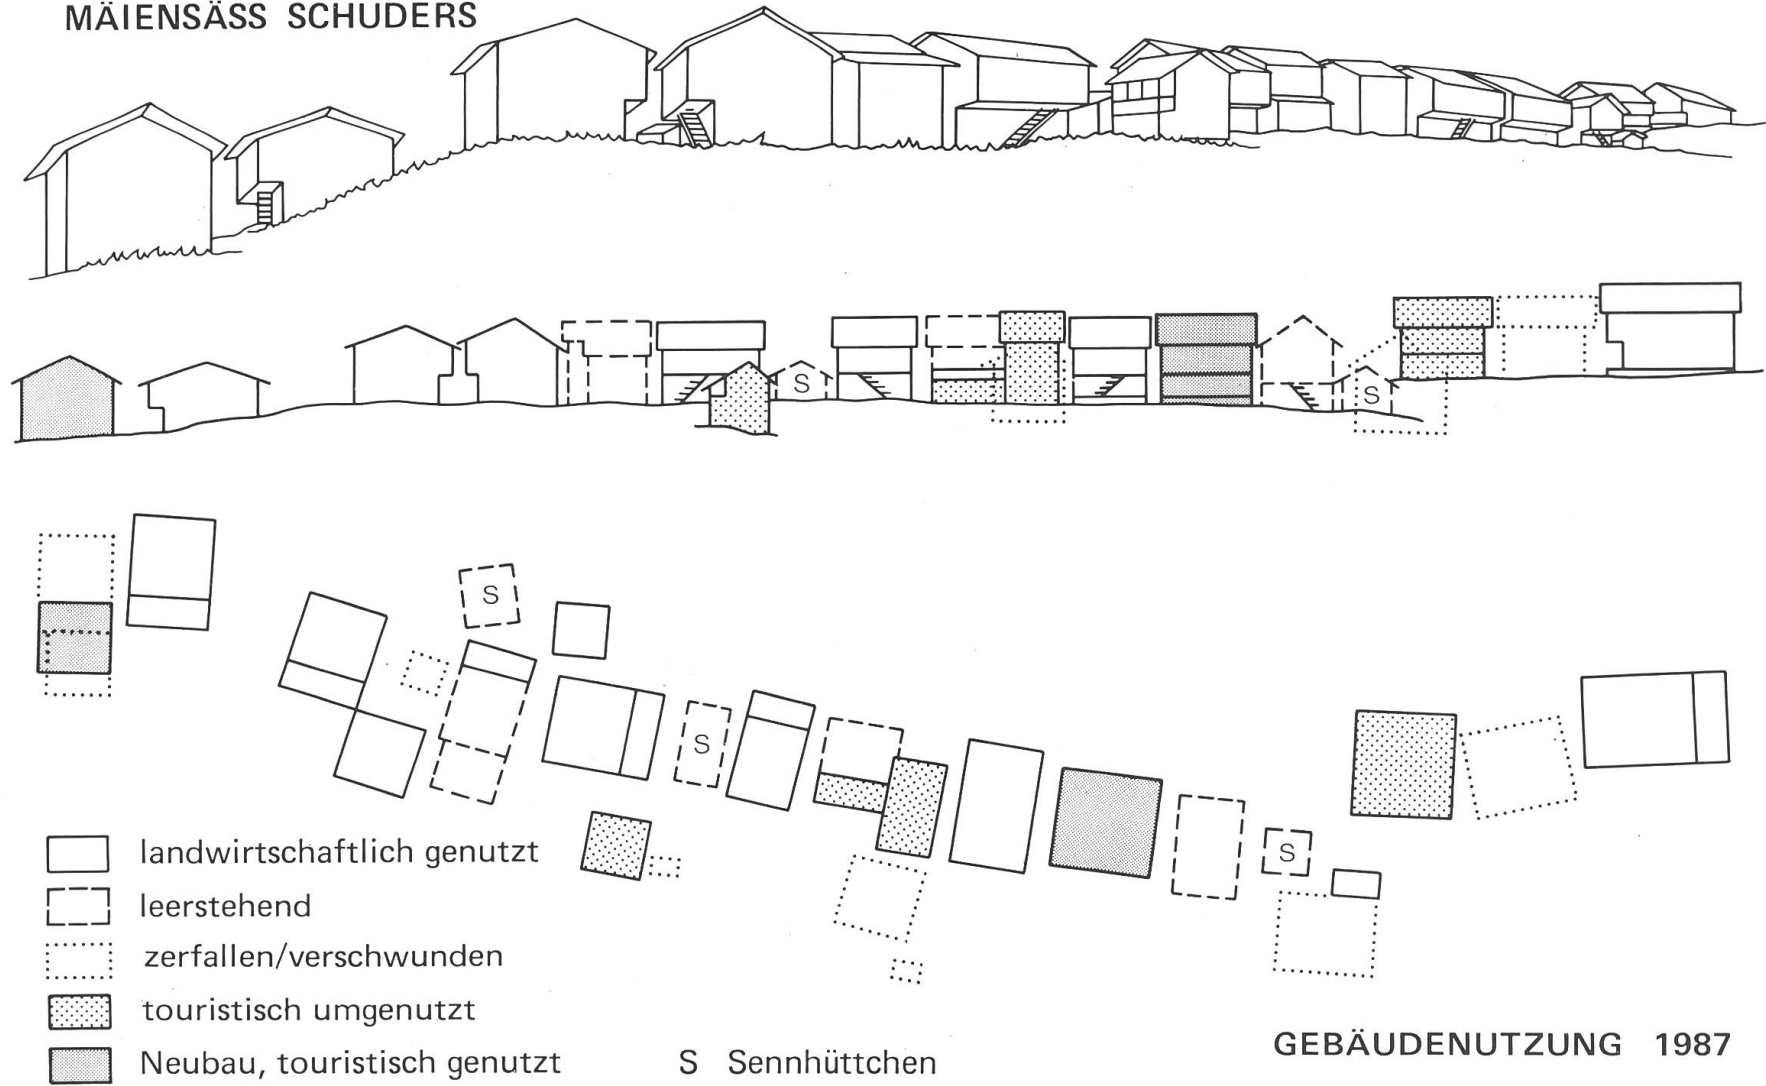 MÄIENSÄSS SCHUDERS
S
S
S
S
S
landwirtschaftlich genutzt
leerstehend
zerfallen/verschwunden
touristisch umgenutzt
Neubau, touristisch genutzt
S Sennhüttchen
GEBÄUDENUTZUNG 1987